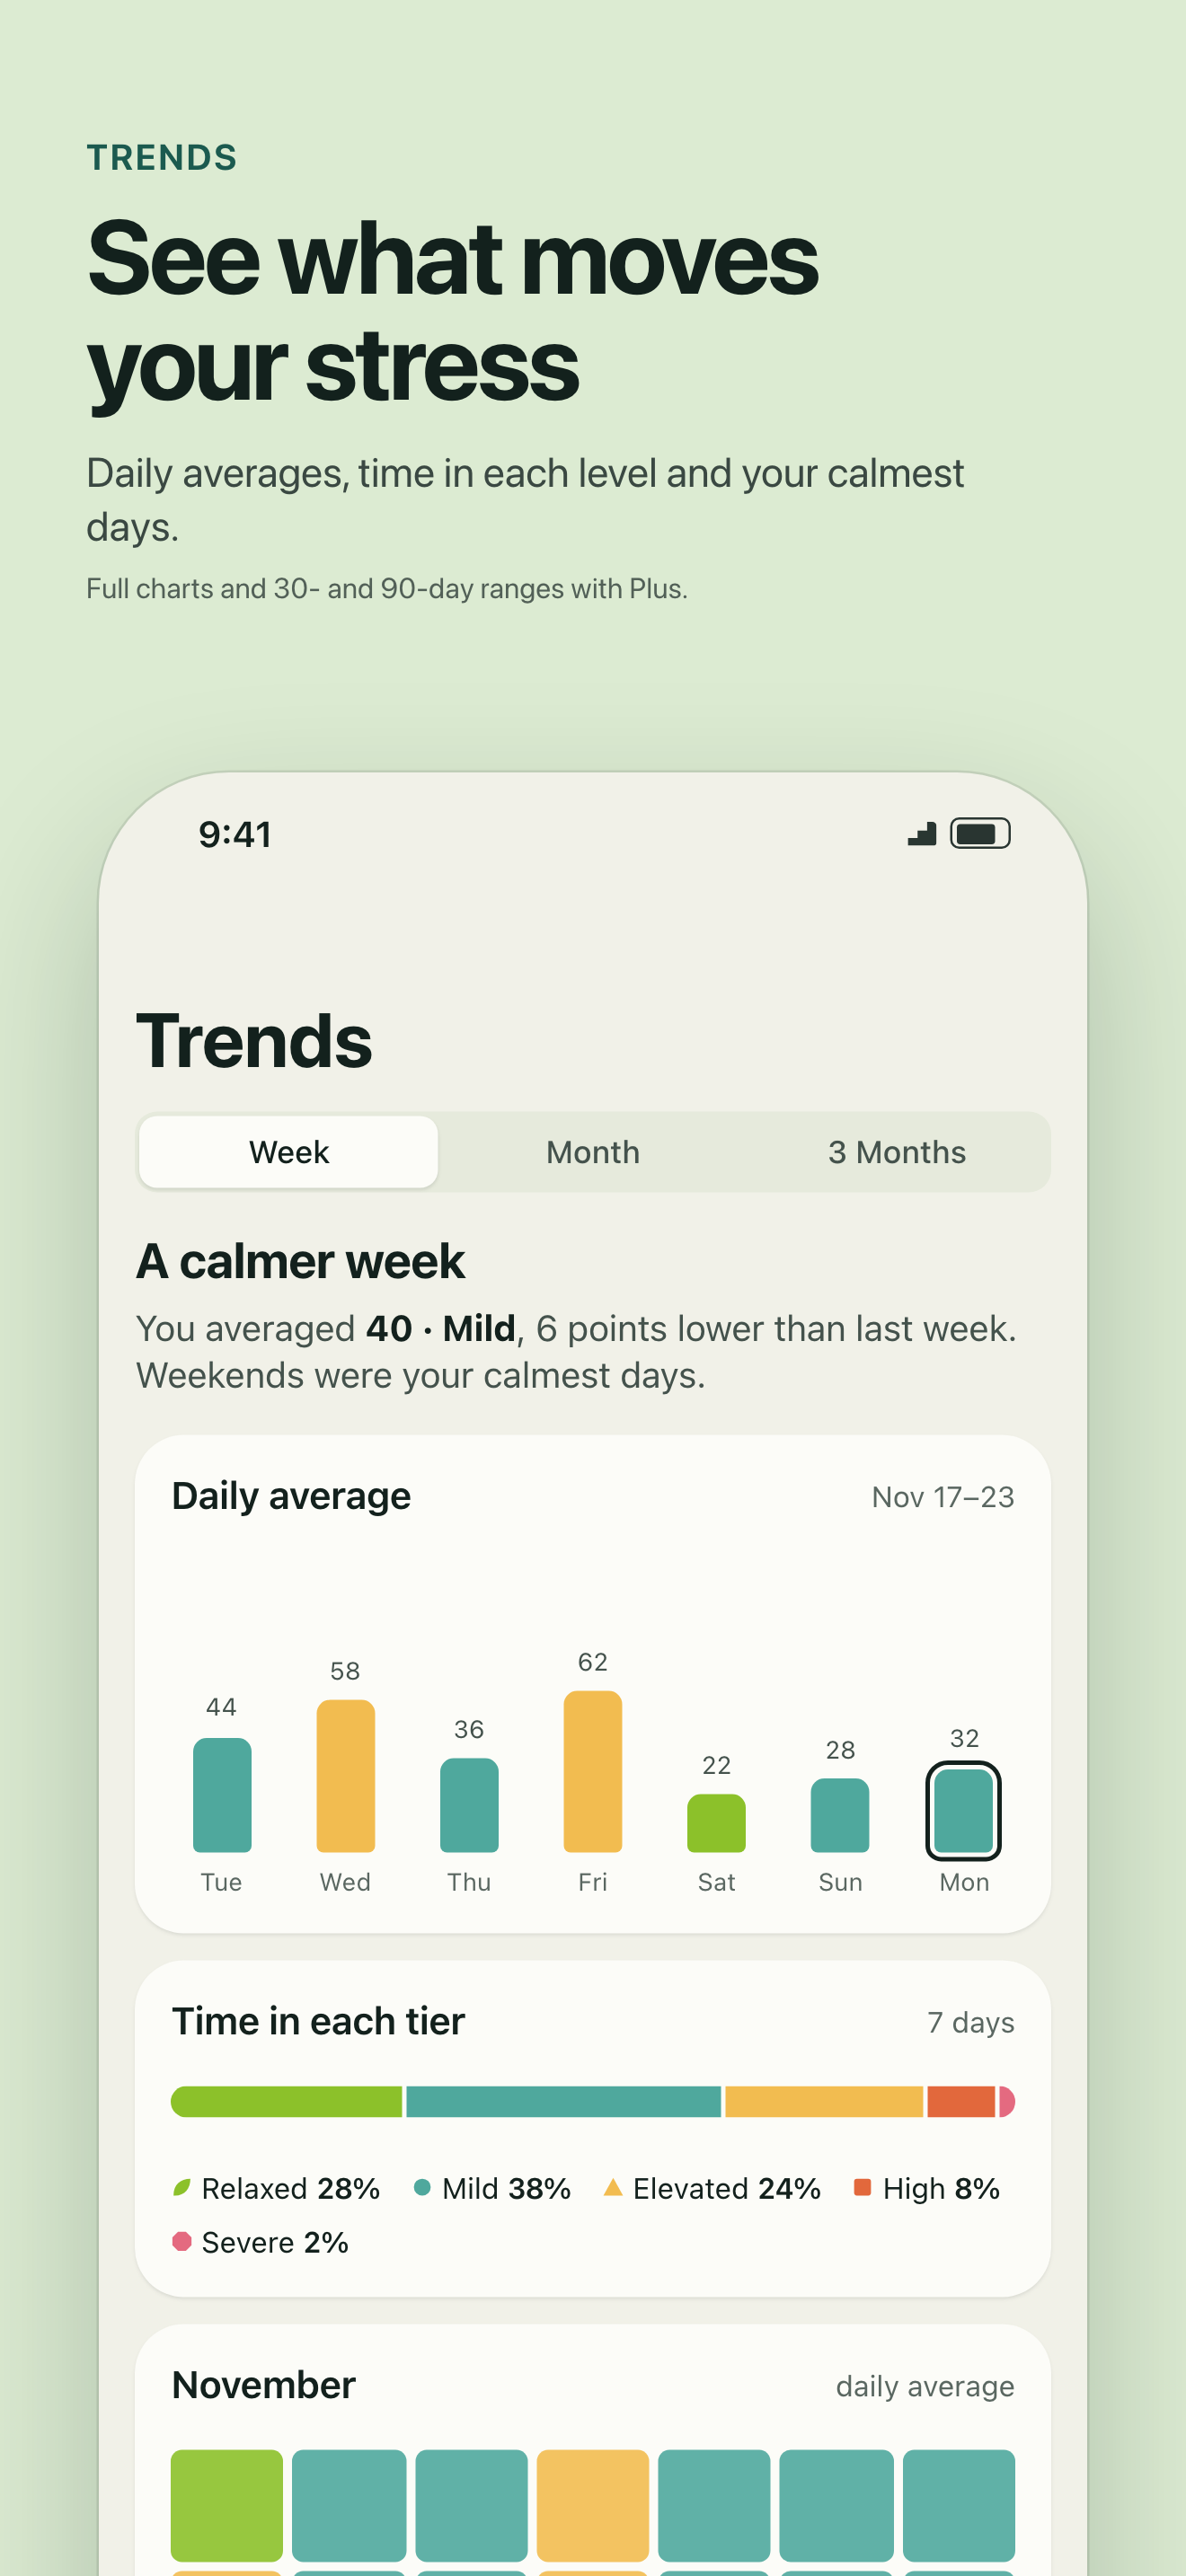 TRENDS
See what moves
your stress
Daily averages, time in each level and your calmest
days.
Full charts and 30- and 90-day ranges with Plus.
9:41
Trends
Week Month 3 Months
A calmer week
You averaged 40 · Mild, 6 points lower than last week.
Weekends were your calmest days.
Daily average Nov 17–23
44 58 36 62 22 28 32
Tue Wed Thu Fri Sat Sun Mon
Time in each tier 7 days
Relaxed 28% Mild 38% Elevated 24% High 8%
Severe 2%
November daily average